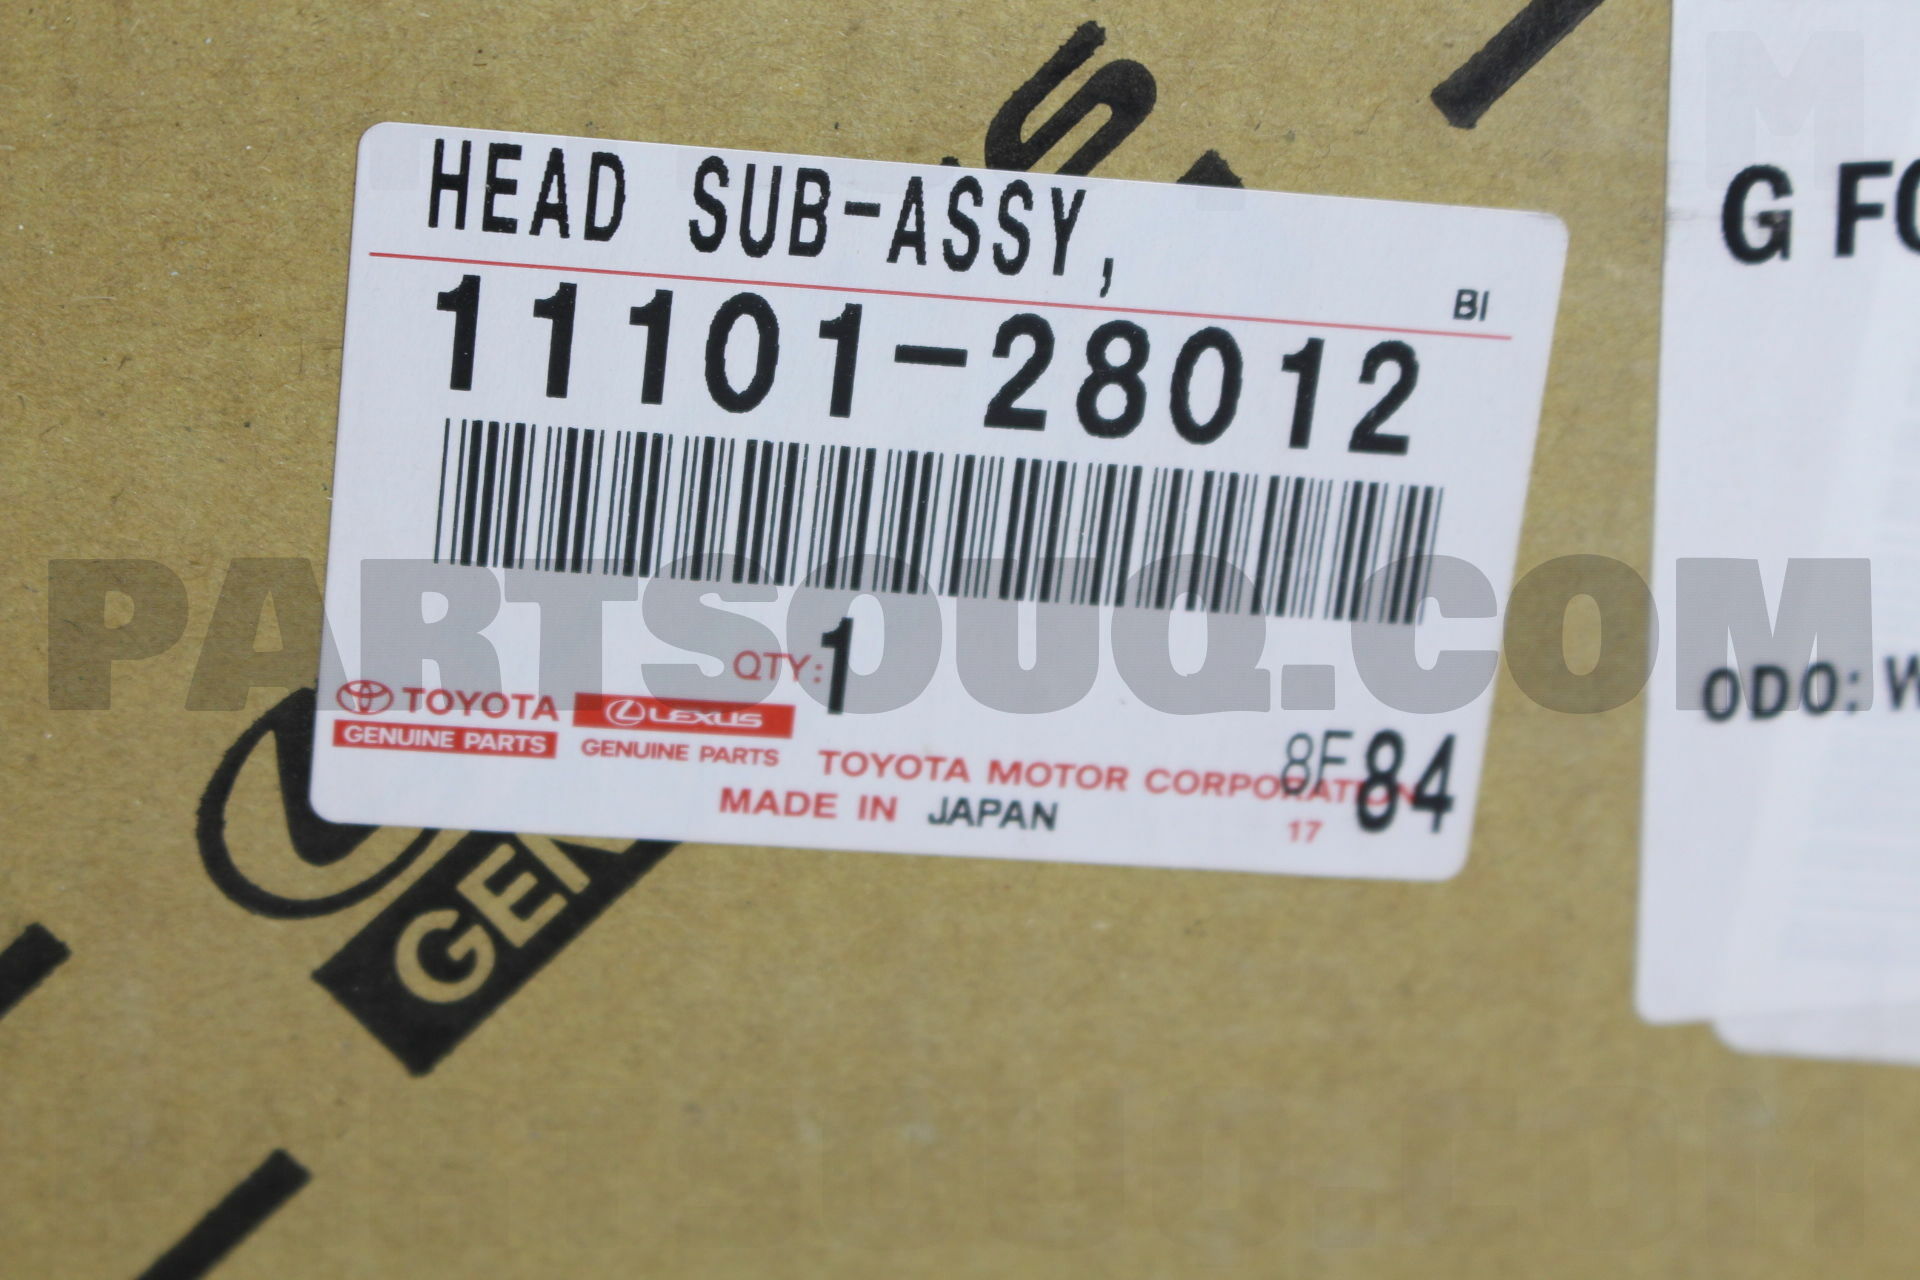 S
HEAD SUB-ASSY,
BI
11101-28012
QTY: 1
TOYOTA
GENUINE PARTS
LEXUS
GENUINE PARTS
TOYOTA MOTOR CORPORATION
8F 84
MADE IN JAPAN
17
GEN
G FO
ODO: W
PARTSOUQ.COM